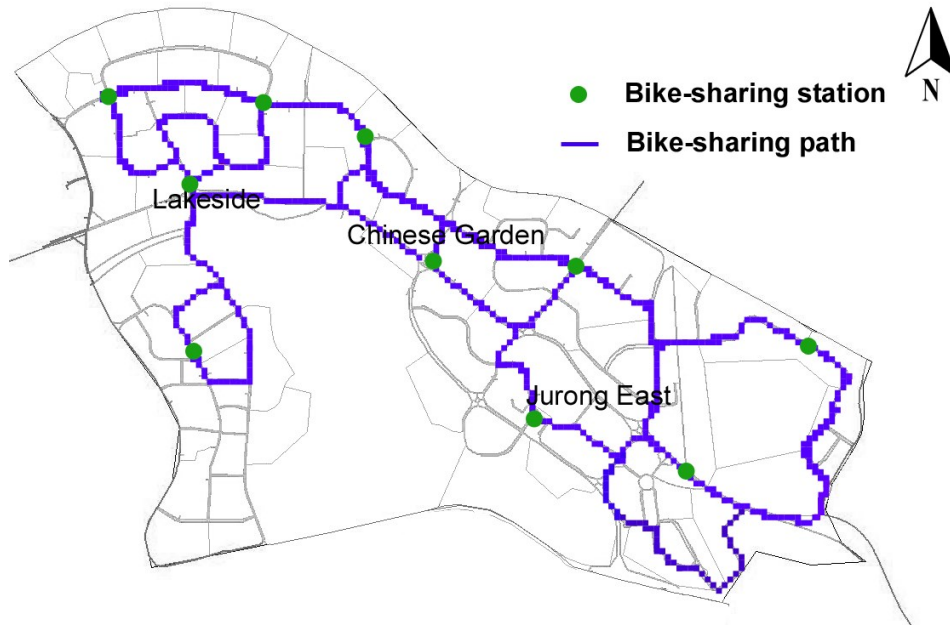 Bike-sharing station
N
Bike-sharing path
Lakeside
Chinese Garden
Jurong East